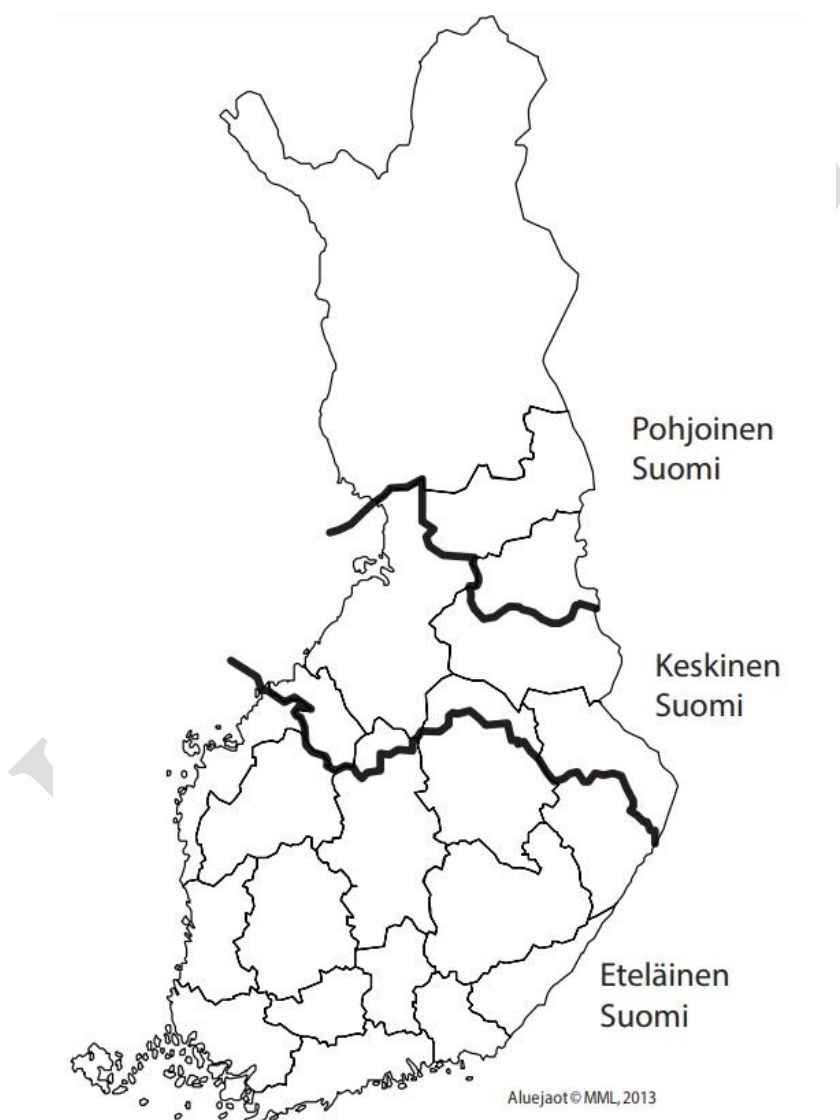 Pohjoinen
Suomi
Keskinen
Suomi
Eteläinen
Suomi
Aluejaot © MML, 2013